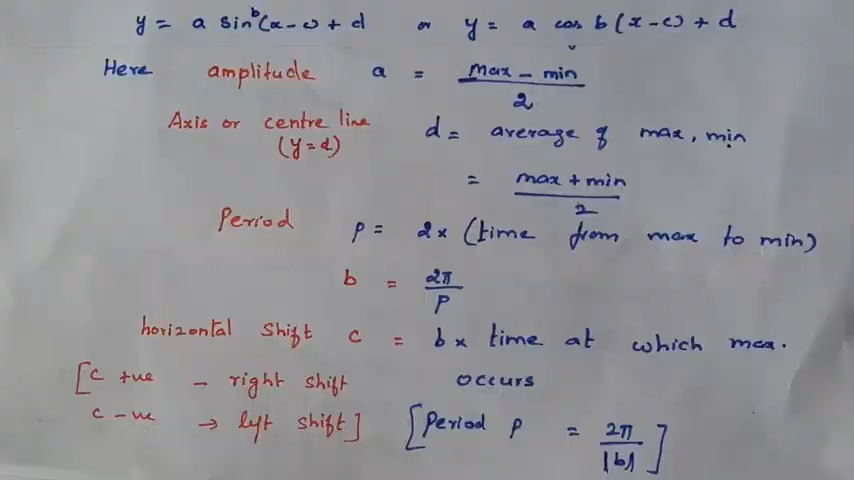 y = a sin b(x-c) + d or y = a cos b(x-c) + d
Here amplitude a = max - min / 2
Axis or centre line d = average of max, min
(y=d)
= max + min / 2
Period p = 2x (time from max to min)
b = 2π / p
horizontal shift c = b x time at which max.
[c +ve - right shift occurs
c -ve → left shift] [Period p = 2π / |b|]